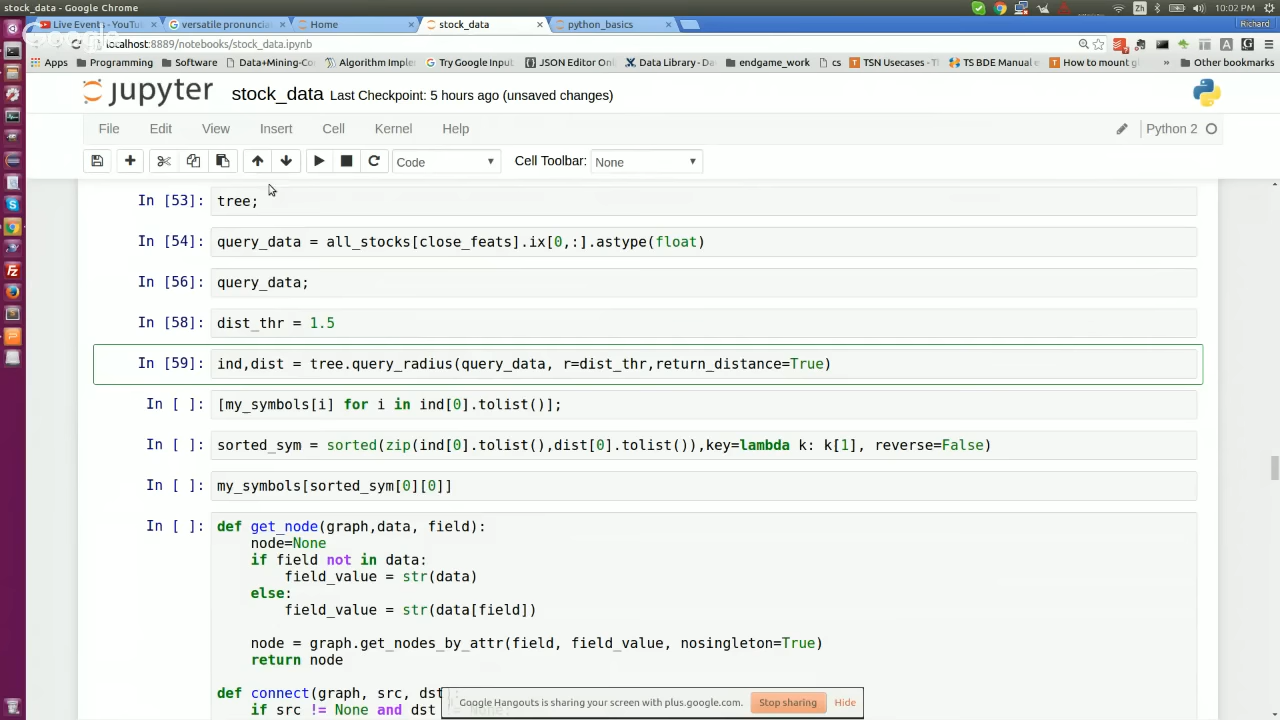 stock_data - Google Chrome
Zh
10:02 PM
Live Events - YouTu
versatile pronuncia
Home
stock_data
python_basics
Richard
Google
localhost:8889/notebooks/stock_data.ipynb
Apps
Programming
Software
Data+Mining-Co
Algorithm Implem
Try Google Input
JSON Editor Onli
Data Library - De
endgame_work
cs
TSN Usecases - T
TS BDE Manual e
How to mount g
»
Other bookmarks
jupyter
stock_data Last Checkpoint: 5 hours ago (unsaved changes)
File
Edit
View
Insert
Cell
Kernel
Help
Python 2
Code
Cell Toolbar:
None
In [53]: tree;
In [54]: query_data = all_stocks[close_feats].ix[0,:].astype(float)
In [56]: query_data;
In [58]: dist_thr = 1.5
In [59]: ind,dist = tree.query_radius(query_data, r=dist_thr,return_distance=True)
In [ ]: [my_symbols[i] for i in ind[0].tolist()];
In [ ]: sorted_sym = sorted(zip(ind[0].tolist(),dist[0].tolist()),key=lambda k: k[1], reverse=False)
In [ ]: my_symbols[sorted_sym[0][0]]
In [ ]: def get_node(graph,data, field):
node=None
if field not in data:
field_value = str(data)
else:
field_value = str(data[field])
node = graph.get_nodes_by_attr(field, field_value, nosingleton=True)
return node
def connect(graph, src, dst):
if src != None and dst
Google Hangouts is sharing your screen with plus.google.com.
Stop sharing
Hide